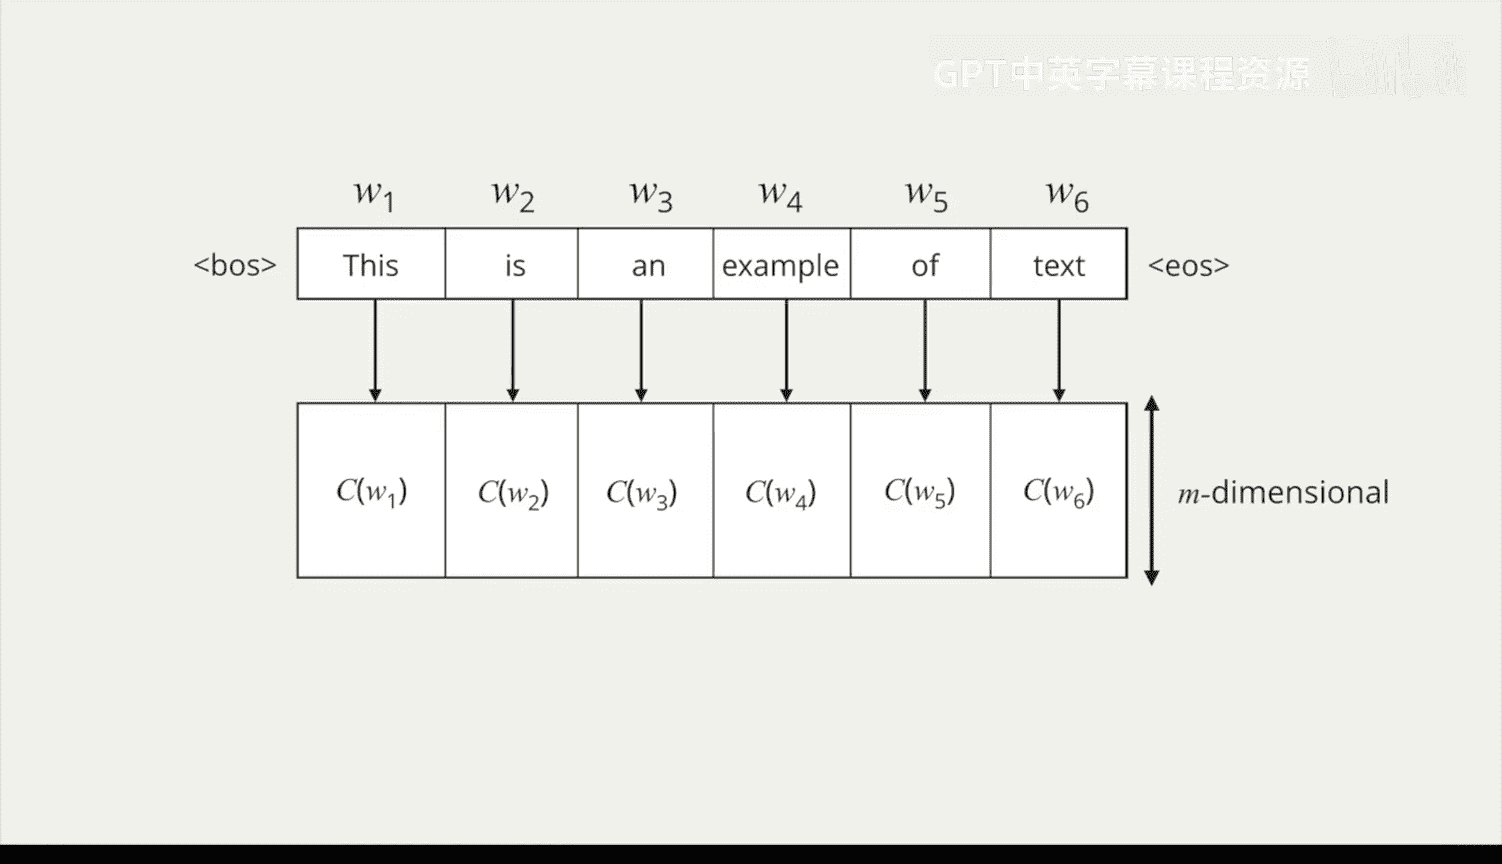 GPT中英字幕课程资源
w₁ w₂ w₃ w₄ w₅ w₆
<bos> This is an example of text <eos>
C(w₁) C(w₂) C(w₃) C(w₄) C(w₅) C(w₆) m-dimensional